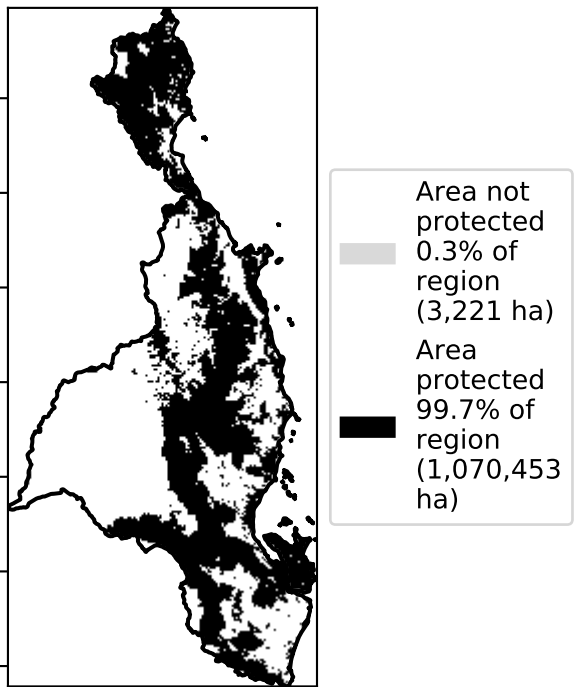 Area not
protected
0.3% of
region
(3,221 ha)
Area
protected
99.7% of
region
(1,070,453
ha)